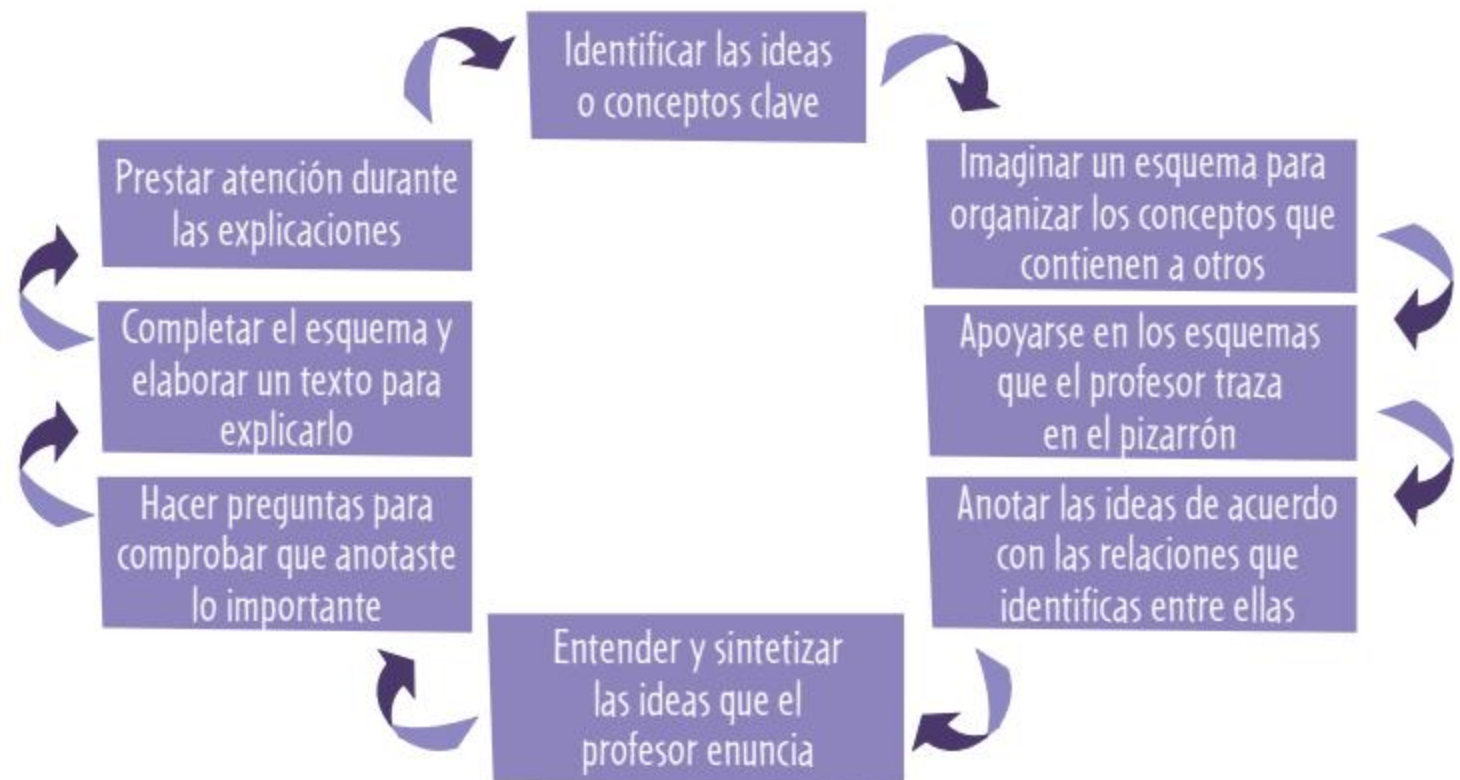 Identificar las ideas
o conceptos clave
Imaginar un esquema para
organizar los conceptos que
contienen a otros
Apoyarse en los esquemas
que el profesor traza
en el pizarrón
Anotar las ideas de acuerdo
con las relaciones que
identificas entre ellas
Entender y sintetizar
las ideas que el
profesor enuncia
Hacer preguntas para
comprobar que anotaste
lo importante
Completar el esquema y
elaborar un texto para
explicarlo
Prestar atención durante
las explicaciones